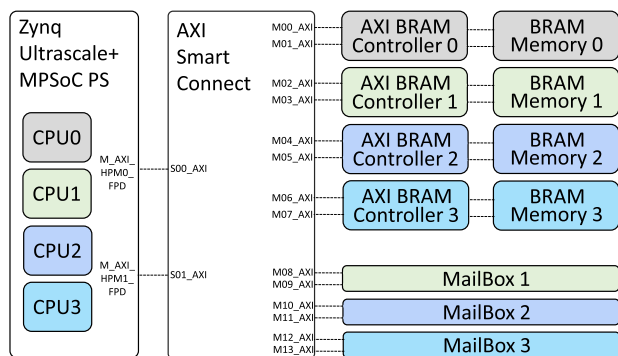 Zynq
Ultrascale+
MPSoC PS
CPU0
CPU1
CPU2
CPU3
M_AXI_
HPM0_
FPD
M_AXI_
HPM1_
FPD
AXI
Smart
Connect
S00_AXI
S01_AXI
M00_AXI
M01_AXI
M02_AXI
M03_AXI
M04_AXI
M05_AXI
M06_AXI
M07_AXI
M08_AXI
M09_AXI
M10_AXI
M11_AXI
M12_AXI
M13_AXI
AXI BRAM
Controller 0
BRAM
Memory 0
AXI BRAM
Controller 1
BRAM
Memory 1
AXI BRAM
Controller 2
BRAM
Memory 2
AXI BRAM
Controller 3
BRAM
Memory 3
MailBox 1
MailBox 2
MailBox 3